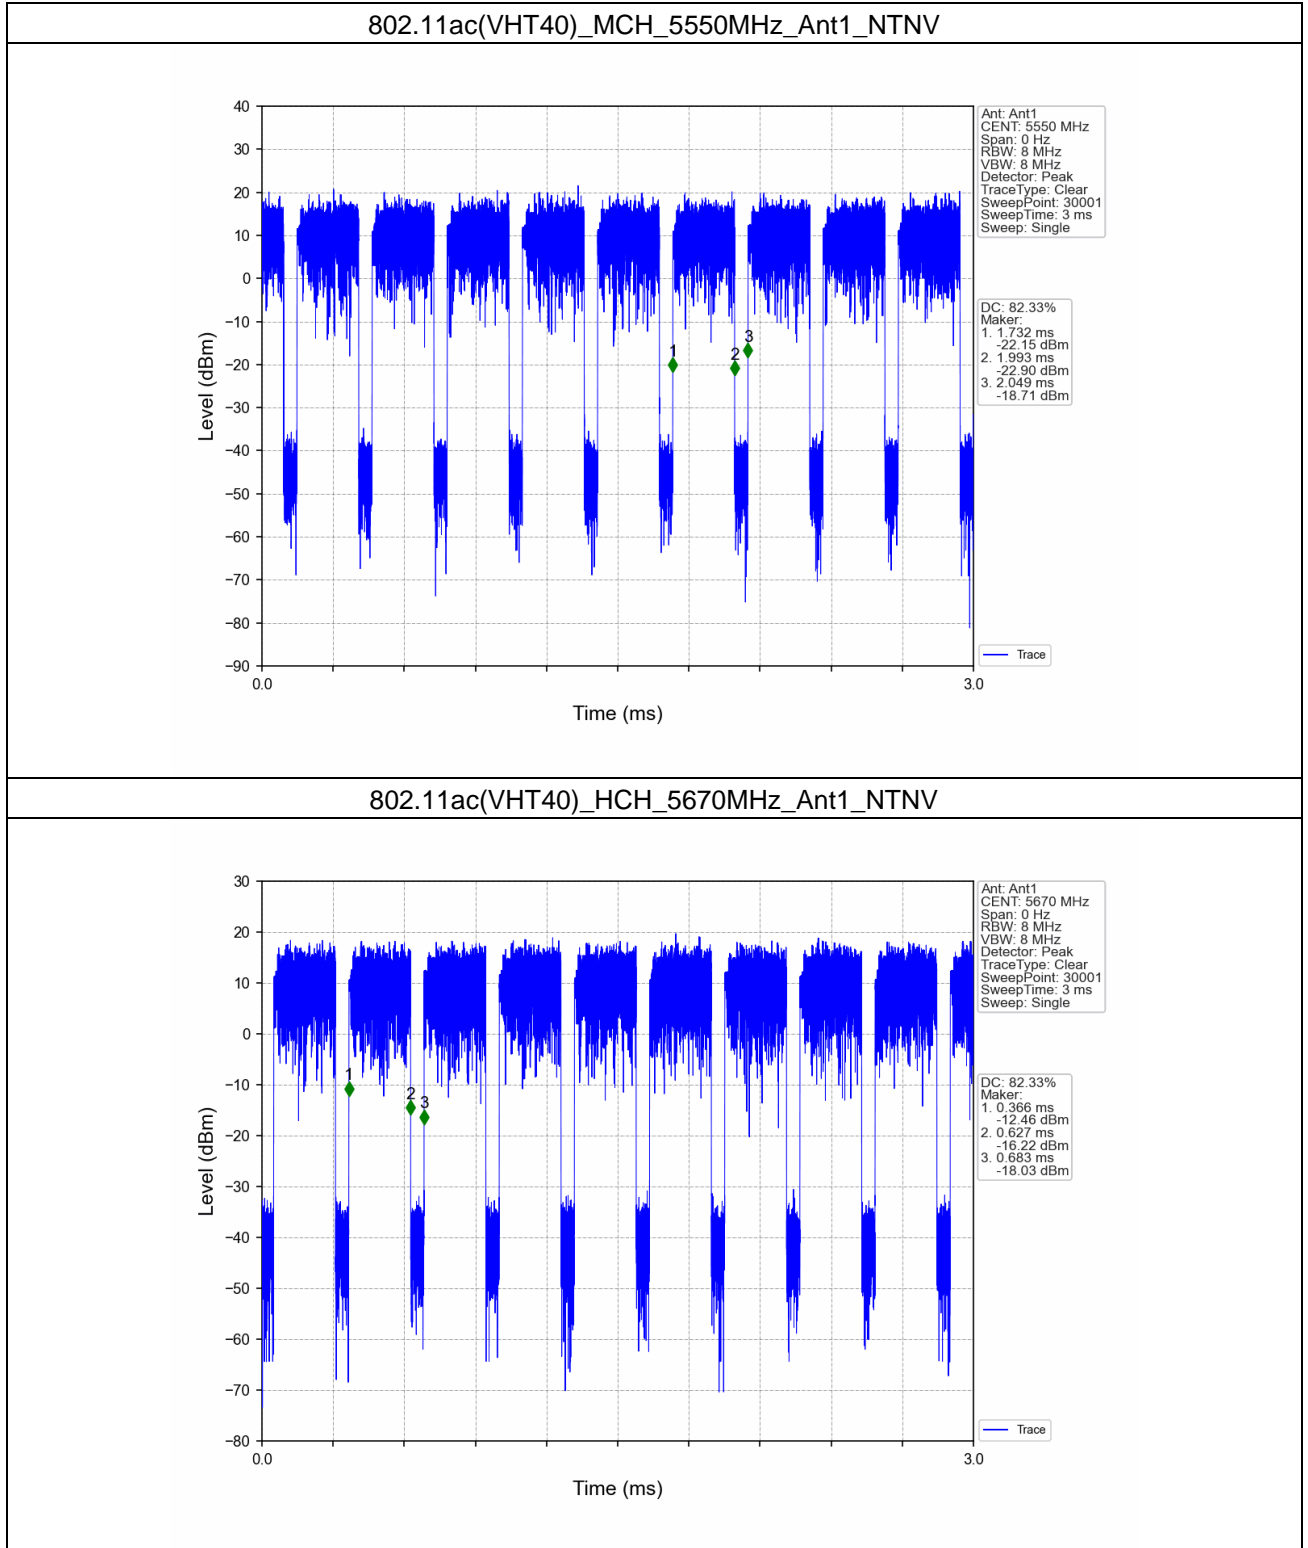 802.11ac(VHT40)_MCH_5550MHz_Ant1_NTNV
40
30
20
10
0
−10
−20
−30
−40
−50
−60
−70
−80
−90
Level (dBm)
0.0
3.0
Time (ms)
1
2
3
Ant: Ant1
CENT: 5550 MHz
Span: 0 Hz
RBW: 8 MHz
VBW: 8 MHz
Detector: Peak
TraceType: Clear
SweepPoint: 30001
SweepTime: 3 ms
Sweep: Single
DC: 82.33%
Maker:
1. 1.732 ms
-22.15 dBm
2. 1.993 ms
-22.90 dBm
3. 2.049 ms
-18.71 dBm
Trace
802.11ac(VHT40)_HCH_5670MHz_Ant1_NTNV
30
20
10
0
−10
−20
−30
−40
−50
−60
−70
−80
Level (dBm)
0.0
3.0
Time (ms)
1
2
3
Ant: Ant1
CENT: 5670 MHz
Span: 0 Hz
RBW: 8 MHz
VBW: 8 MHz
Detector: Peak
TraceType: Clear
SweepPoint: 30001
SweepTime: 3 ms
Sweep: Single
DC: 82.33%
Maker:
1. 0.366 ms
-12.46 dBm
2. 0.627 ms
-16.22 dBm
3. 0.683 ms
-18.03 dBm
Trace